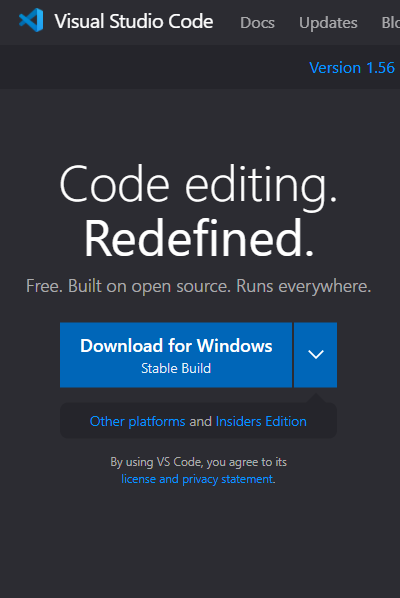 Visual Studio Code Docs Updates Blo
Version 1.56
Code editing.
Redefined.
Free. Built on open source. Runs everywhere.
Download for Windows
Stable Build
Other platforms and Insiders Edition
By using VS Code, you agree to its
license and privacy statement.